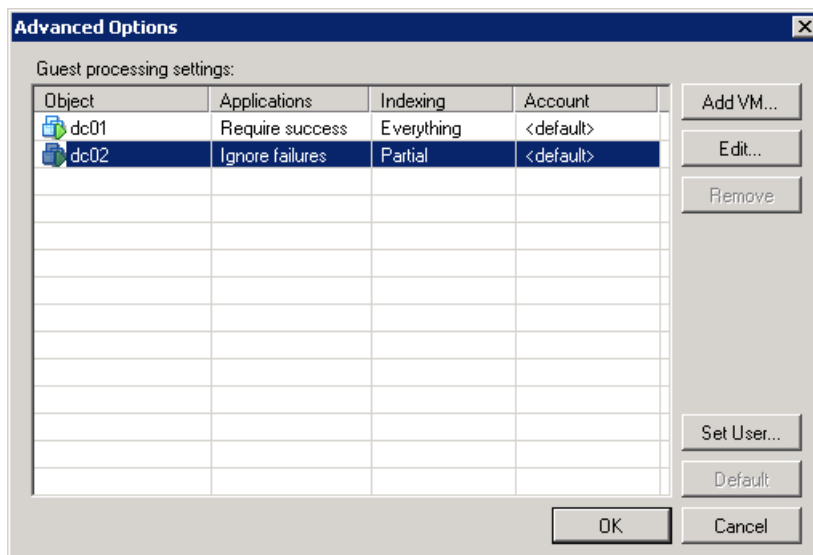 Advanced Options
Guest processing settings:
Object Applications Indexing Account
dc01 Require success Everything <default>
dc02 Ignore failures Partial <default>
Add VM...
Edit...
Remove
Set User...
Default
OK Cancel